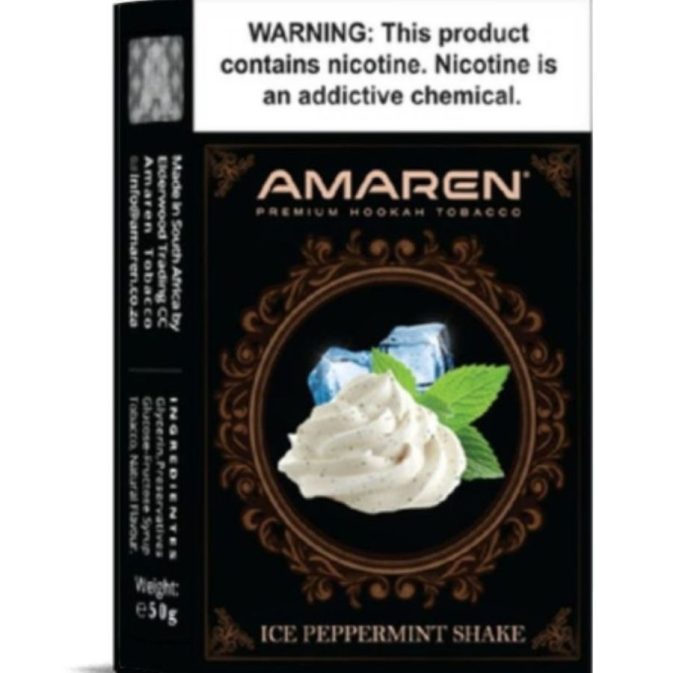 WARNING: This product
contains nicotine. Nicotine is
an addictive chemical.
AMAREN®
PREMIUM HOOKAH TOBACCO
ICE PEPPERMINT SHAKE
Made in South Africa by
Elderwood Trading CC
Amaren Tobacco
info@amaren.co.za
INGREDIENTES
Glycerin, Preservatives
Glucose-Fructose Syrup
Tobacco, Natural Flavour.
Weight:
℮50g